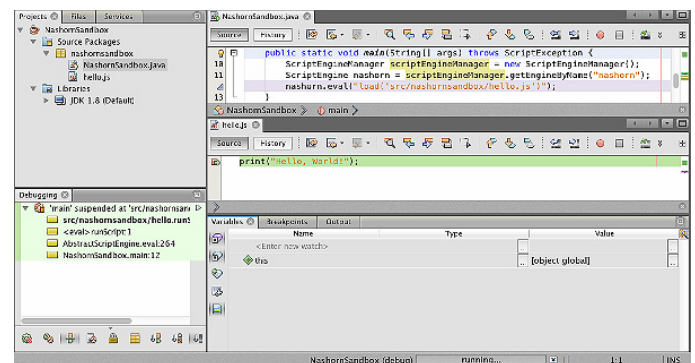 Projects Files Services
NashornSandbox
Source Packages
nashornsandbox
NashornSandbox.java
hello.js
Libraries
JDK 1.8 (Default)
Debugging
'main' suspended at 'src/nashornsan
src/nashornsandbox/hello.runS
<eval>runScript:1
AbstractScriptEngine.eval:264
NashornSandbox.main:12
NashornSandbox.java
Source History
9 public static void main(String[] args) throws ScriptException {
10 ScriptEngineManager scriptEngineManager = new ScriptEngineManager();
11 ScriptEngine nashorn = scriptEngineManager.getEngineByName("nashorn");
nashorn.eval("load('src/nashornsandbox/hello.js')");
13 }
NashornSandbox main
hello.js
Source History
print("Hello, World!");
Variables Breakpoints Output
Name Type Value
<Enter new watch>
this [object global]
NashornSandbox (debug) running... 1:1 INS